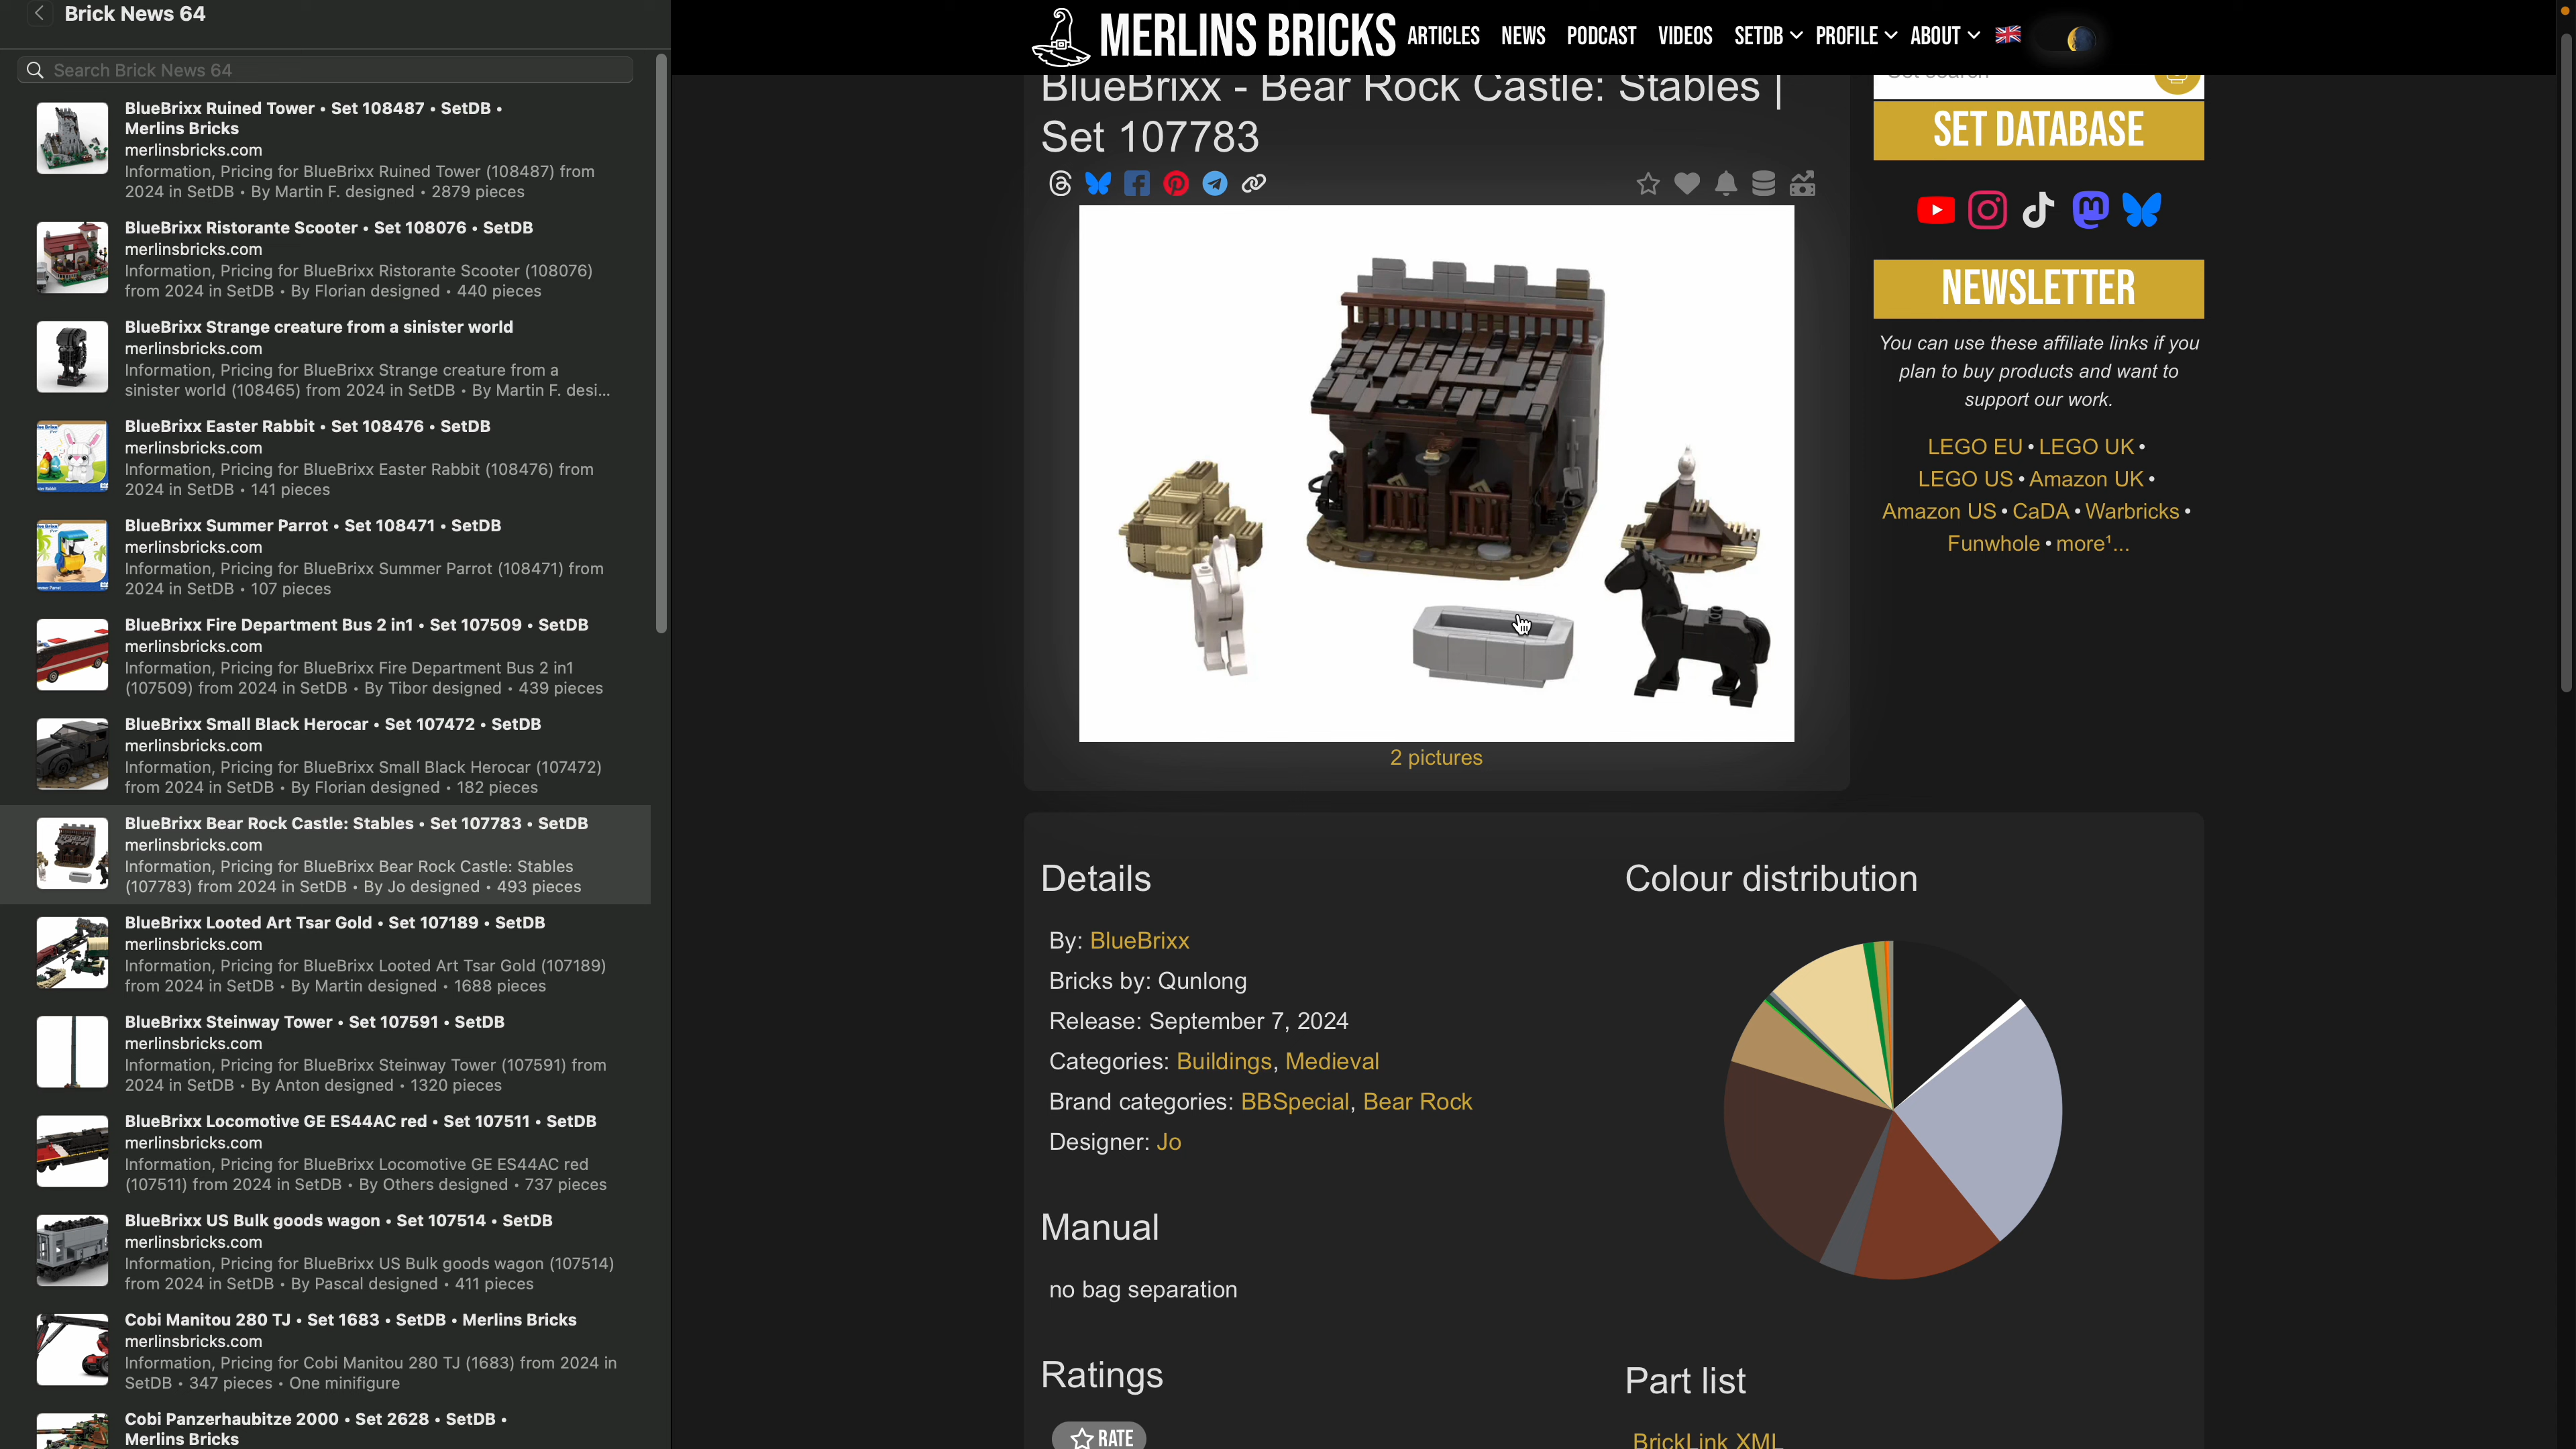 Brick News 64
Search Brick News 64
BlueBrixx Ruined Tower • Set 108487 • SetDB •
Merlins Bricks
merlinsbricks.com
Information, Pricing for BlueBrixx Ruined Tower (108487) from
2024 in SetDB • By Martin F. designed • 2879 pieces
BlueBrixx Ristorante Scooter • Set 108076 • SetDB
merlinsbricks.com
Information, Pricing for BlueBrixx Ristorante Scooter (108076)
from 2024 in SetDB • By Florian designed • 440 pieces
BlueBrixx Strange creature from a sinister world
merlinsbricks.com
Information, Pricing for BlueBrixx Strange creature from a
sinister world (108465) from 2024 in SetDB • By Martin F. desi...
BlueBrixx Easter Rabbit • Set 108476 • SetDB
merlinsbricks.com
Information, Pricing for BlueBrixx Easter Rabbit (108476) from
2024 in SetDB • 141 pieces
BlueBrixx Summer Parrot • Set 108471 • SetDB
merlinsbricks.com
Information, Pricing for BlueBrixx Summer Parrot (108471) from
2024 in SetDB • 107 pieces
BlueBrixx Fire Department Bus 2 in1 • Set 107509 • SetDB
merlinsbricks.com
Information, Pricing for BlueBrixx Fire Department Bus 2 in1
(107509) from 2024 in SetDB • By Tibor designed • 439 pieces
BlueBrixx Small Black Herocar • Set 107472 • SetDB
merlinsbricks.com
Information, Pricing for BlueBrixx Small Black Herocar (107472)
from 2024 in SetDB • By Florian designed • 182 pieces
BlueBrixx Bear Rock Castle: Stables • Set 107783 • SetDB
merlinsbricks.com
Information, Pricing for BlueBrixx Bear Rock Castle: Stables
(107783) from 2024 in SetDB • By Jo designed • 493 pieces
BlueBrixx Looted Art Tsar Gold • Set 107189 • SetDB
merlinsbricks.com
Information, Pricing for BlueBrixx Looted Art Tsar Gold (107189)
from 2024 in SetDB • By Martin designed • 1688 pieces
BlueBrixx Steinway Tower • Set 107591 • SetDB
merlinsbricks.com
Information, Pricing for BlueBrixx Steinway Tower (107591) from
2024 in SetDB • By Anton designed • 1320 pieces
BlueBrixx Locomotive GE ES44AC red • Set 107511 • SetDB
merlinsbricks.com
Information, Pricing for BlueBrixx Locomotive GE ES44AC red
(107511) from 2024 in SetDB • By Others designed • 737 pieces
BlueBrixx US Bulk goods wagon • Set 107514 • SetDB
merlinsbricks.com
Information, Pricing for BlueBrixx US Bulk goods wagon (107514)
from 2024 in SetDB • By Pascal designed • 411 pieces
Cobi Manitou 280 TJ • Set 1683 • SetDB • Merlins Bricks
merlinsbricks.com
Information, Pricing for Cobi Manitou 280 TJ (1683) from 2024 in
SetDB • 347 pieces • One minifigure
Cobi Panzerhaubitze 2000 • Set 2628 • SetDB •
Merlins Bricks
MERLINS BRICKS
ARTICLES NEWS PODCAST VIDEOS SETDB PROFILE ABOUT
BlueBrixx - Bear Rock Castle: Stables |
Set 107783
2 pictures
Details
By: BlueBrixx
Bricks by: Qunlong
Release: September 7, 2024
Categories: Buildings, Medieval
Brand categories: BBSpecial, Bear Rock
Designer: Jo
Manual
no bag separation
Ratings
RATE
Colour distribution
Part list
BrickLink XML
SET DATABASE
NEWSLETTER
You can use these affiliate links if you
plan to buy products and want to
support our work.
LEGO EU • LEGO UK •
LEGO US • Amazon UK •
Amazon US • CaDA • Warbricks •
Funwhole • more¹...